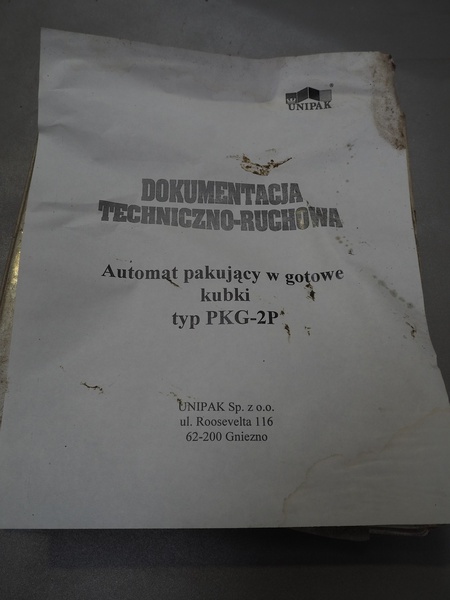 UNIPAK
DOKUMENTACJA
TECHNICZNO-RUCHOWA
Automat pakujący w gotowe
kubki
typ PKG-2P
UNIPAK Sp. z o.o.
ul. Roosevelta 116
62-200 Gniezno